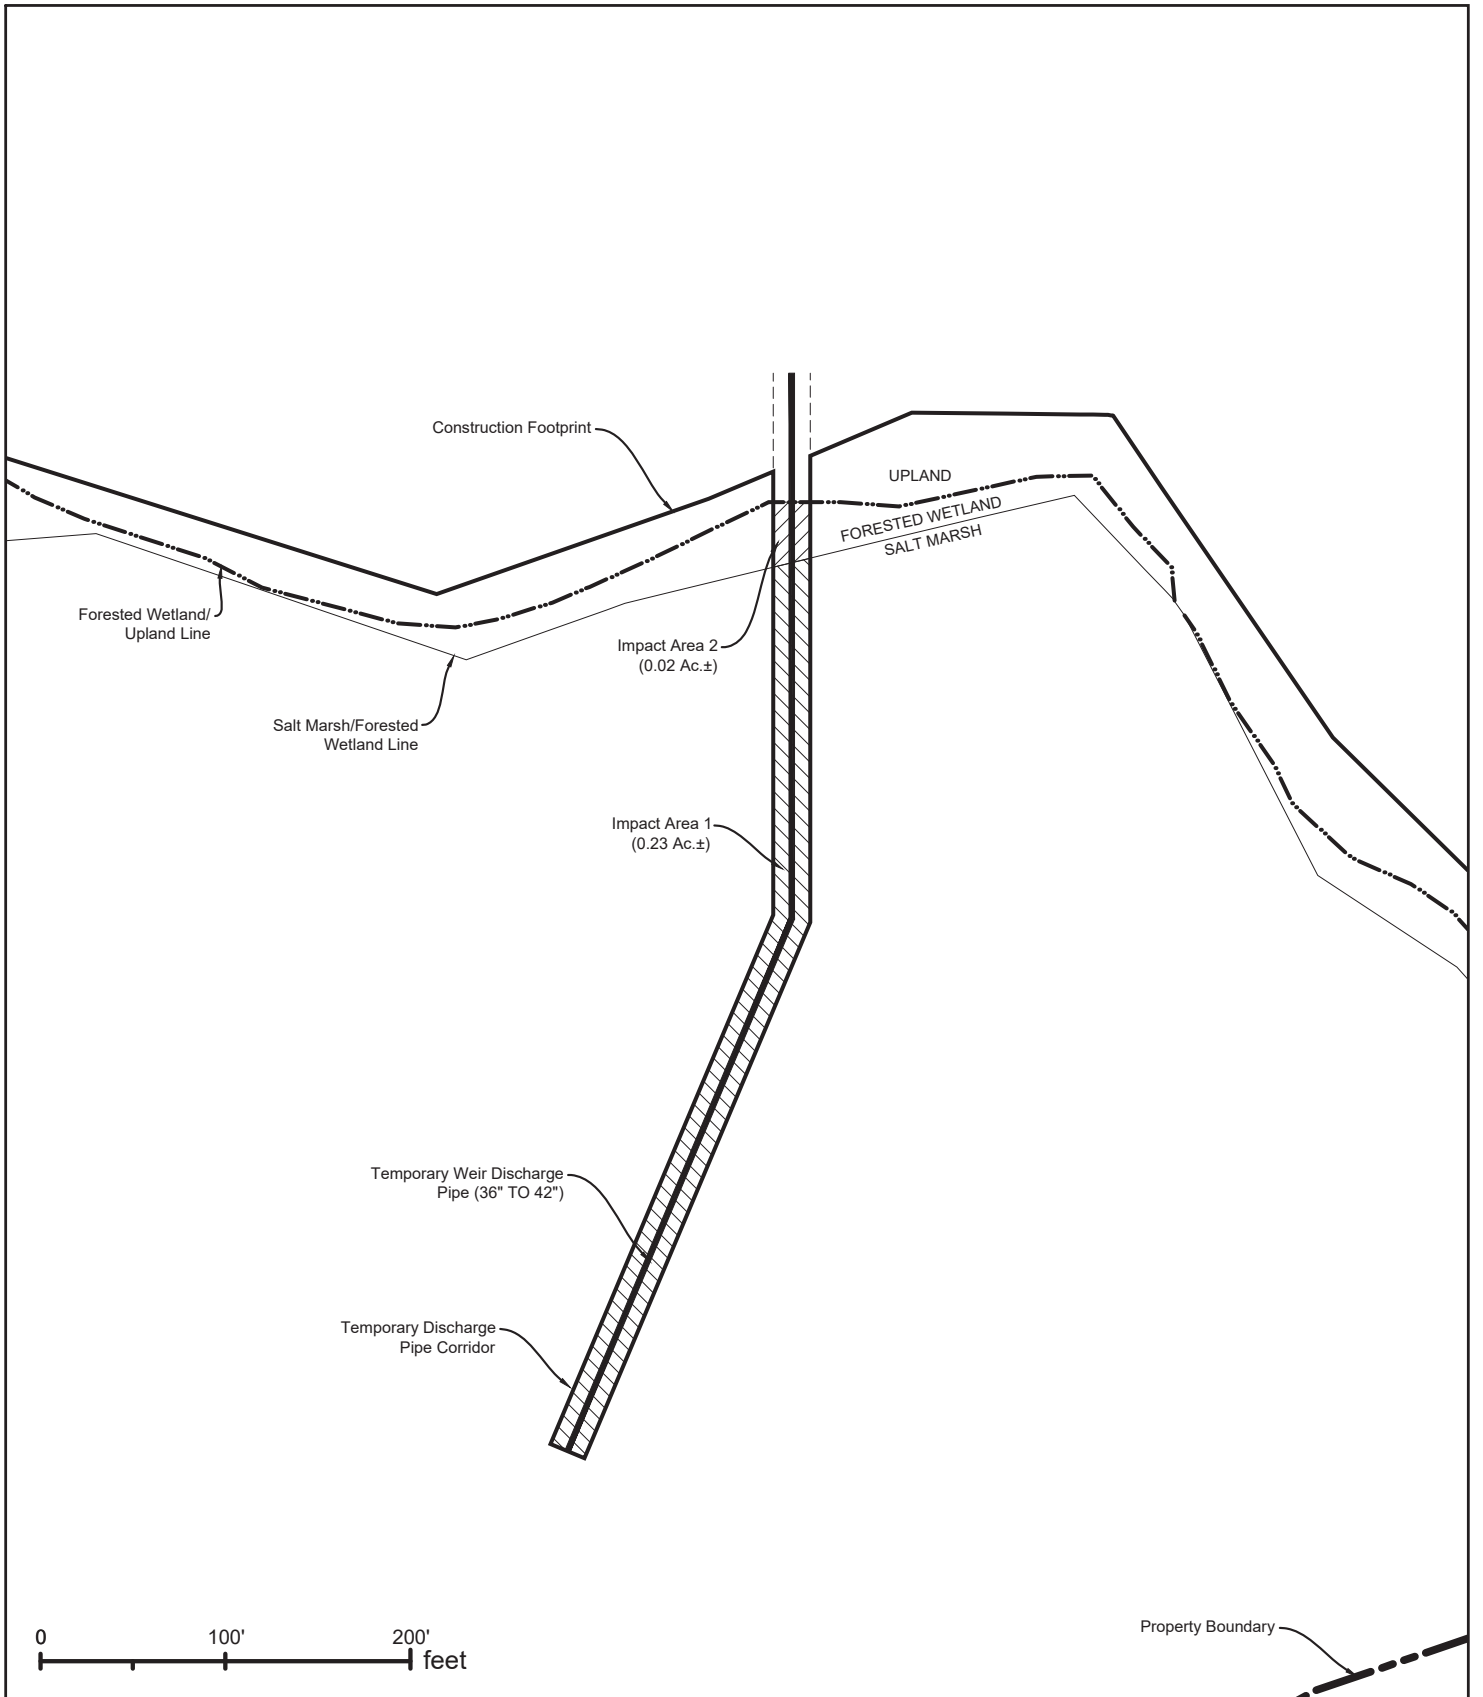 Construction Footprint
UPLAND
FORESTED WETLAND
SALT MARSH
Forested Wetland/
Upland Line
Impact Area 2
(0.02 Ac.±)
Salt Marsh/Forested
Wetland Line
Impact Area 1
(0.23 Ac.±)
Temporary Weir Discharge
Pipe (36" TO 42")
Temporary Discharge
Pipe Corridor
Property Boundary
0 100' 200'
feet